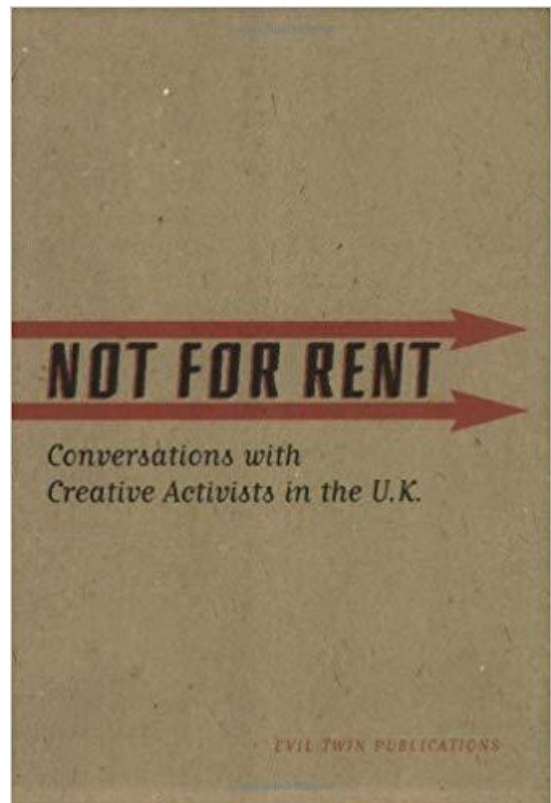 NOT FOR RENT
Conversations with
Creative Activists in the U.K.
EVIL TWIN PUBLICATIONS